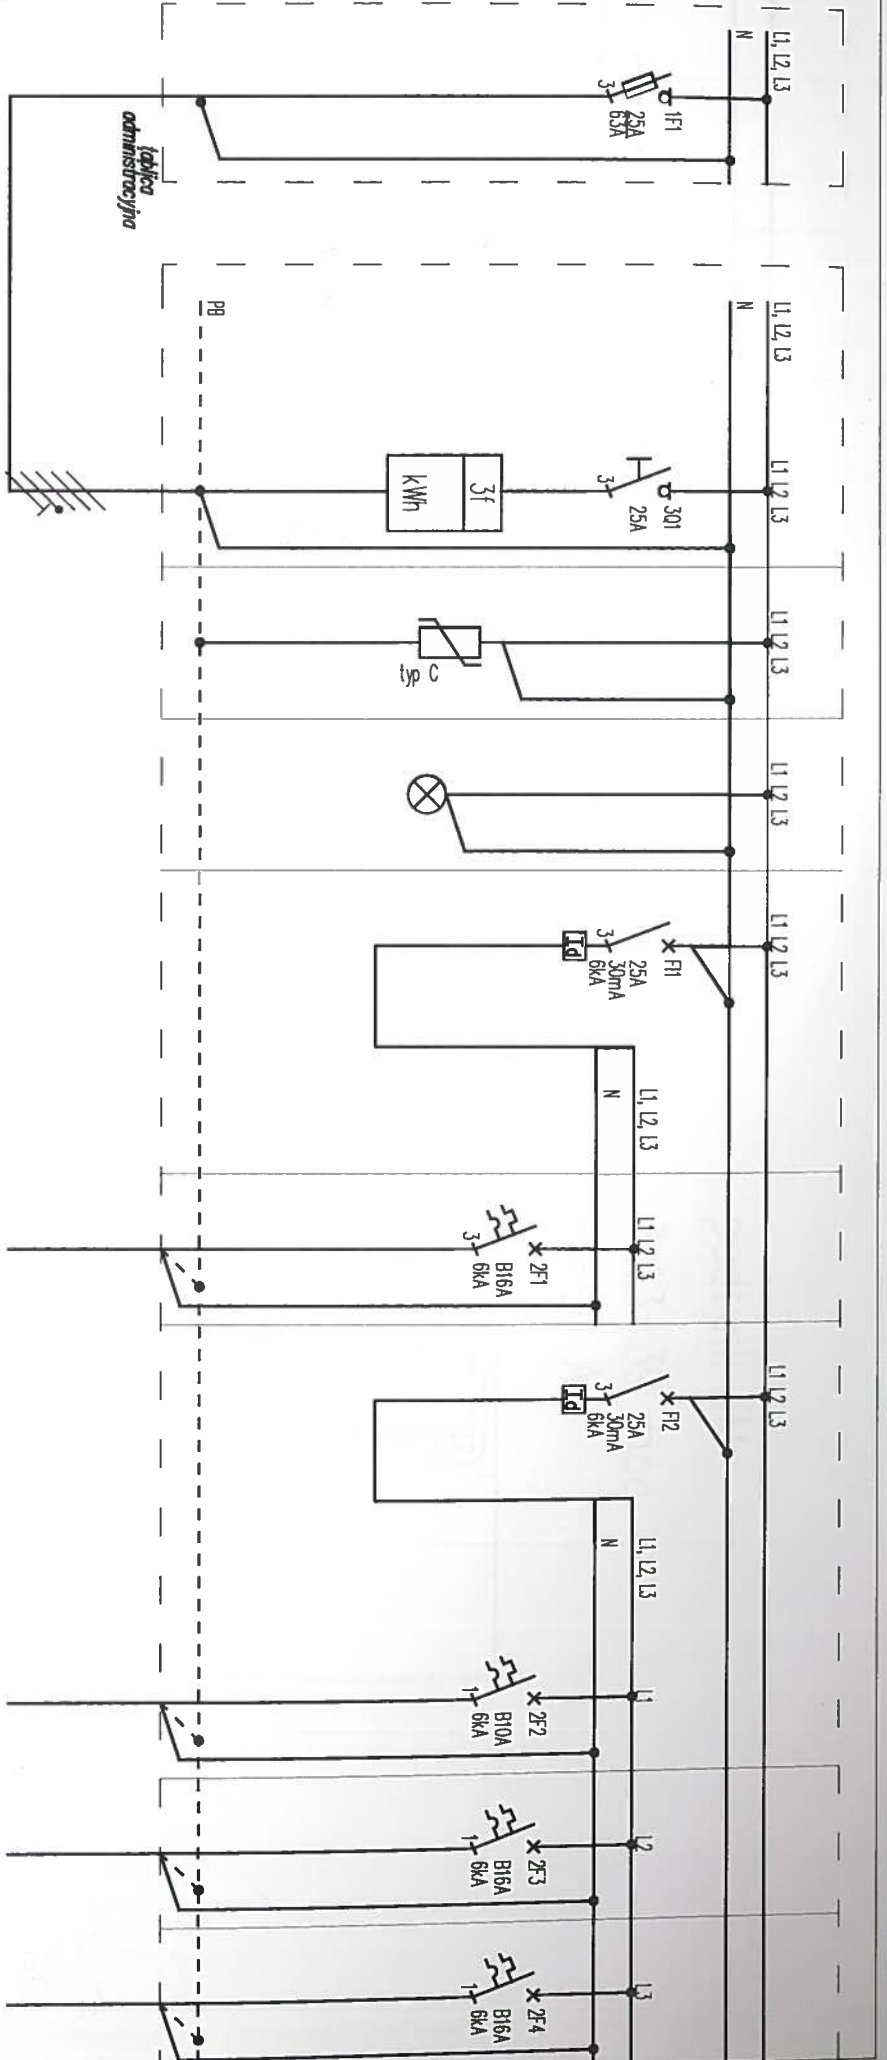 L1, L2, L3
N
1F1
25A
63A
3
tablica
administracyjna
L1, L2, L3
N
PB
L1 L2 L3
3Q1
25A
3
3f
kWh
L1 L2 L3
typ C
L1 L2 L3
L1 L2 L3
FI1
25A
30mA
6kA
3
Id
L1, L2, L3
N
L1 L2 L3
2F1
B16A
6kA
3
L1 L2 L3
FI2
25A
30mA
6kA
3
Id
L1, L2, L3
N
L1
2F2
B10A
6kA
1
L2
2F3
B16A
6kA
1
L3
2F4
B16A
6kA
1